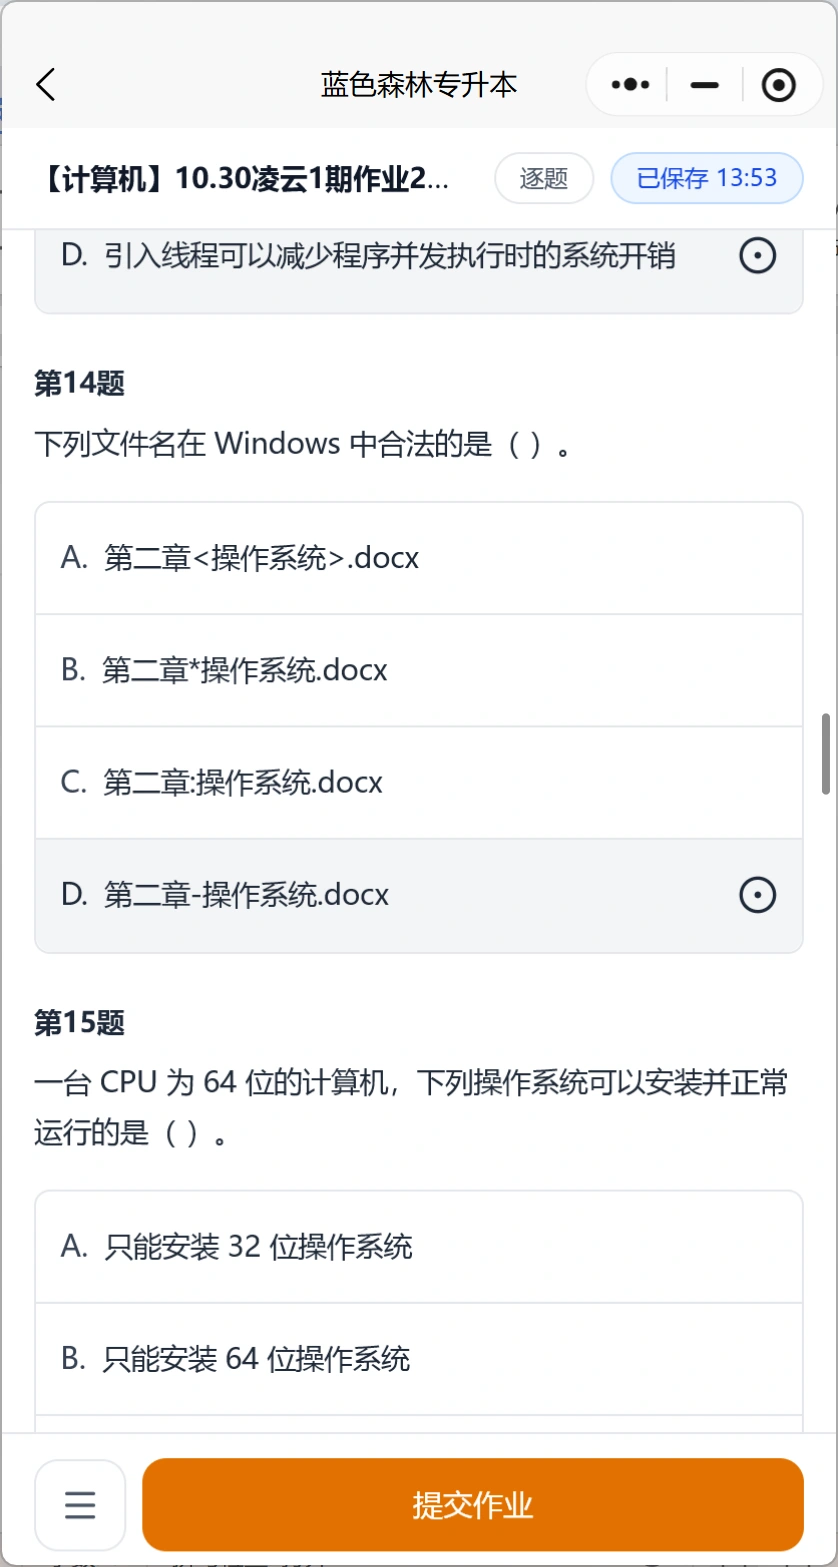 蓝色森林专升本
【计算机】10.30凌云1期作业2...
逐题
已保存 13:53
D. 引入线程可以减少程序并发执行时的系统开销
第14题
下列文件名在 Windows 中合法的是（ ）。
A. 第二章<操作系统>.docx
B. 第二章*操作系统.docx
C. 第二章:操作系统.docx
D. 第二章-操作系统.docx
第15题
一台 CPU 为 64 位的计算机，下列操作系统可以安装并正常
运行的是（ ）。
A. 只能安装 32 位操作系统
B. 只能安装 64 位操作系统
提交作业